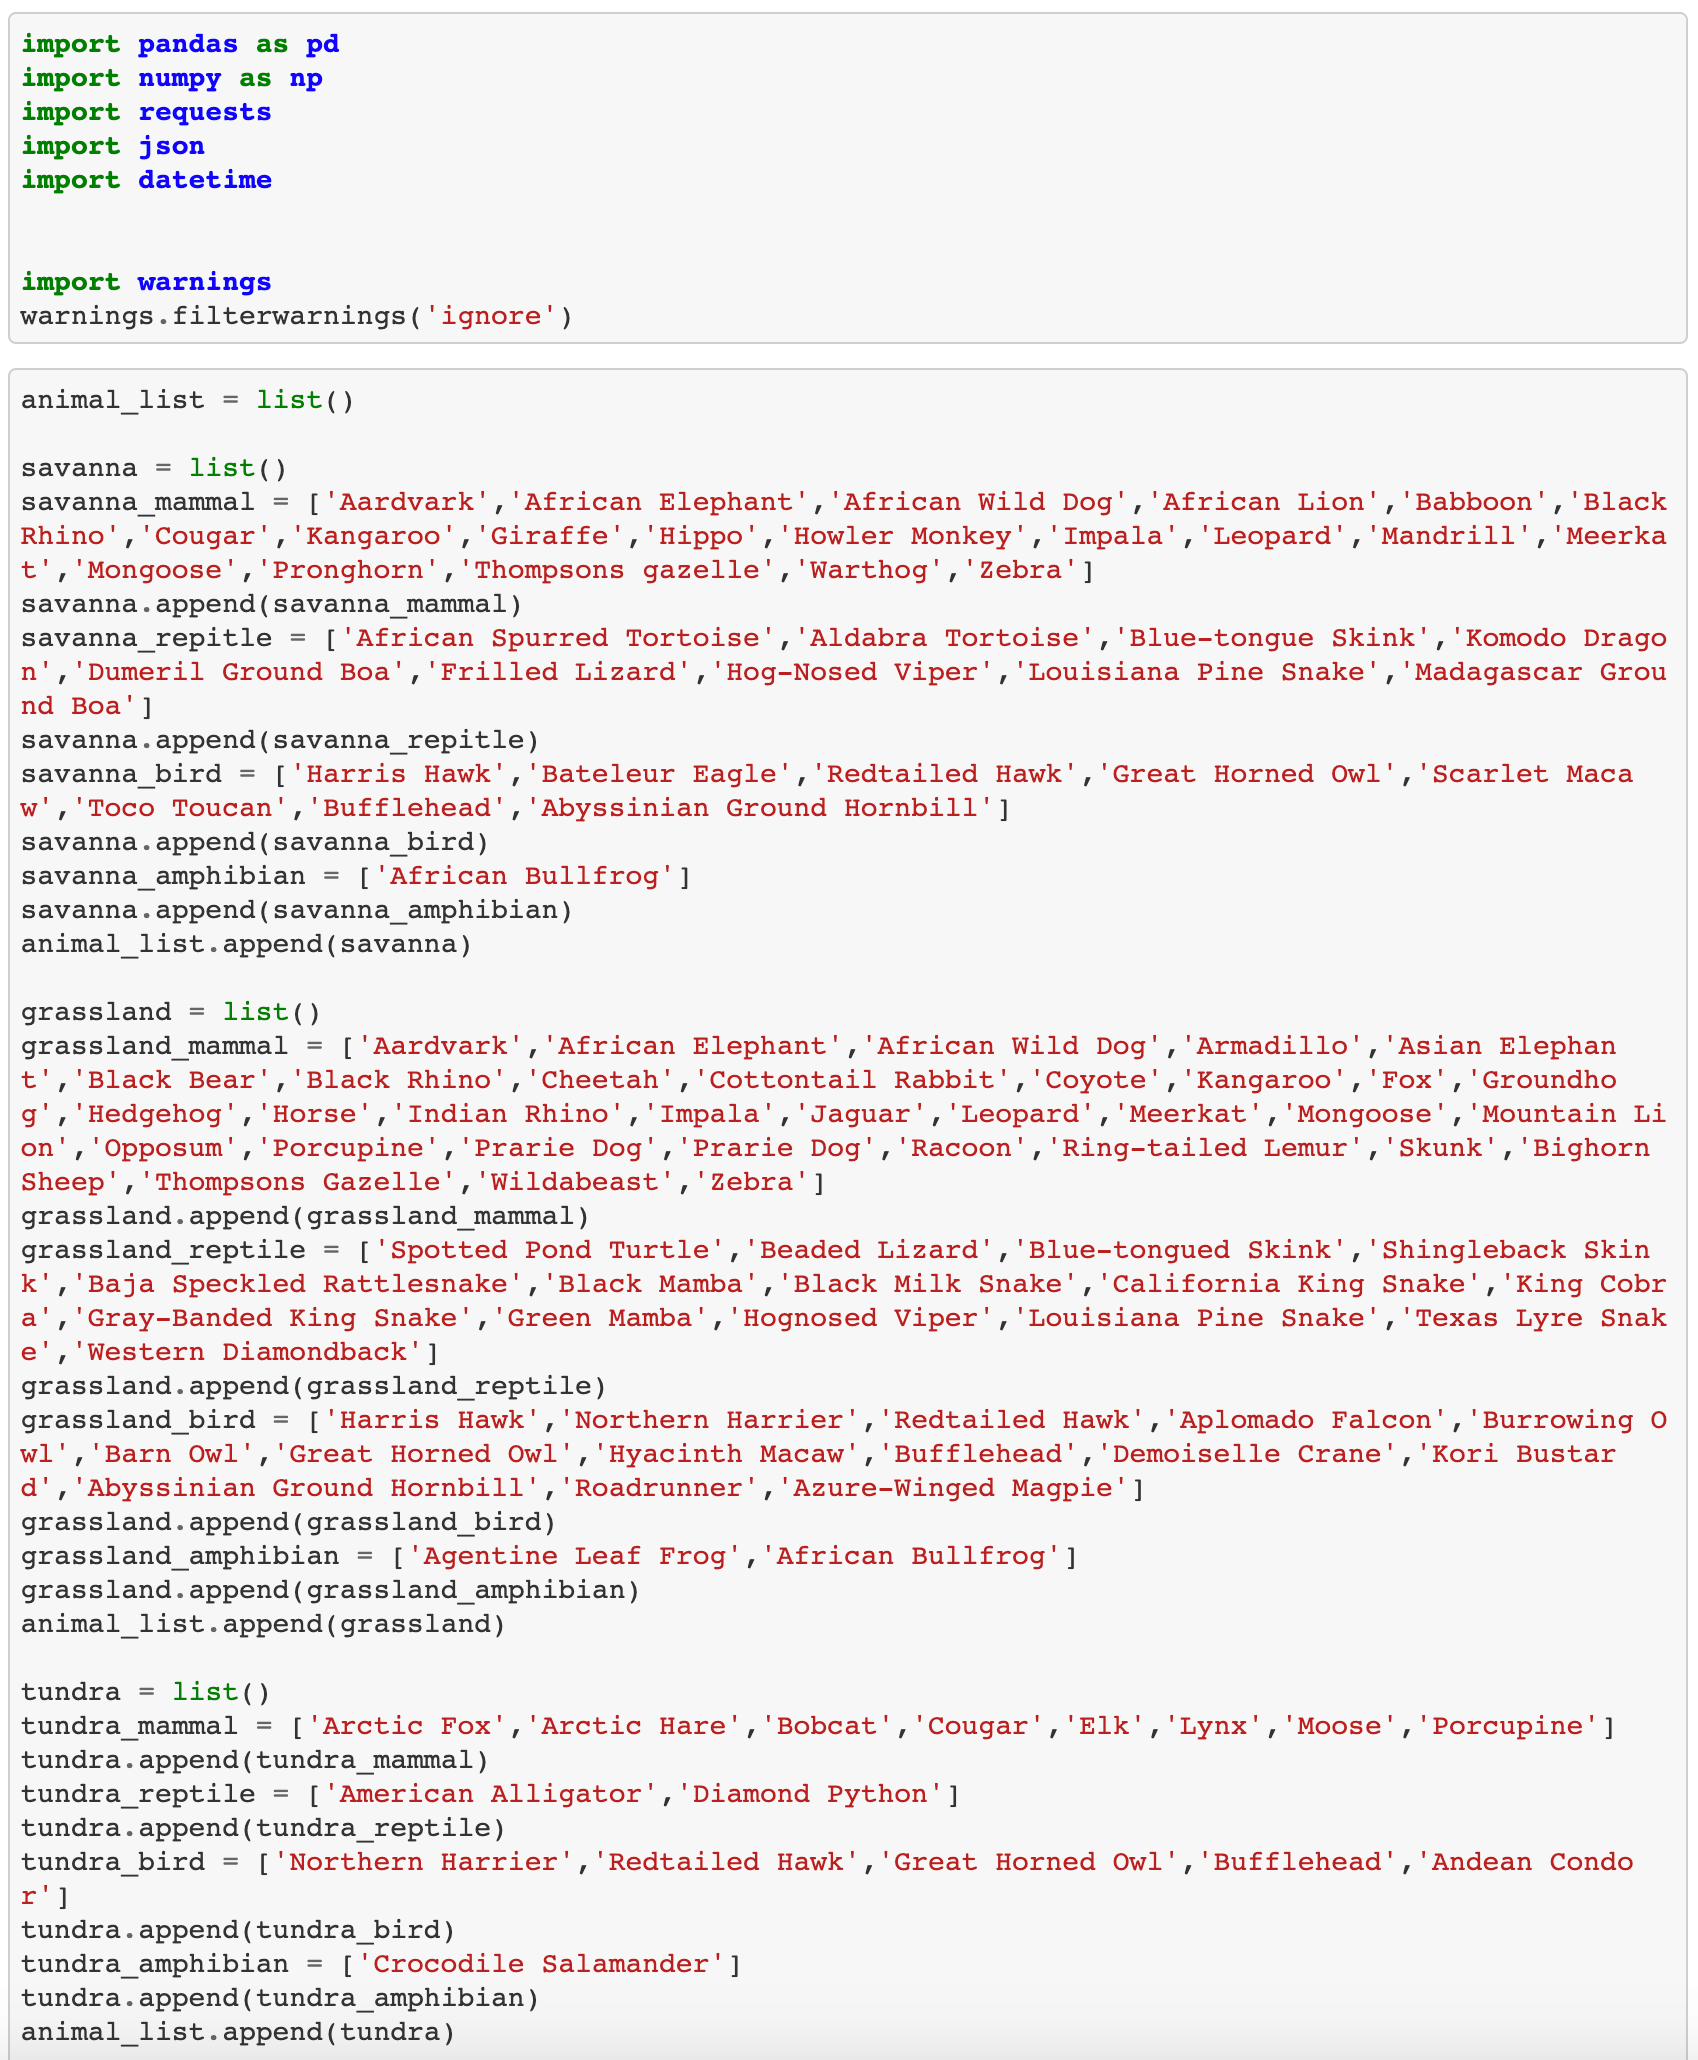 import pandas as pd
import numpy as np
import requests
import json
import datetime
import warnings
warnings.filterwarnings('ignore')
animal_list = list()
savanna = list()
savanna_mammal = ['Aardvark','African Elephant','African Wild Dog','African Lion','Babboon','Black
Rhino','Cougar','Kangaroo','Giraffe','Hippo','Howler Monkey','Impala','Leopard','Mandrill','Meerka
t','Mongoose','Pronghorn','Thompsons gazelle','Warthog','Zebra']
savanna.append(savanna_mammal)
savanna_repitle = ['African Spurred Tortoise','Aldabra Tortoise','Blue-tongue Skink','Komodo Drago
n','Dumeril Ground Boa','Frilled Lizard','Hog-Nosed Viper','Louisiana Pine Snake','Madagascar Grou
nd Boa']
savanna.append(savanna_repitle)
savanna_bird = ['Harris Hawk','Bateleur Eagle','Redtailed Hawk','Great Horned Owl','Scarlet Maca
w','Toco Toucan','Bufflehead','Abyssinian Ground Hornbill']
savanna.append(savanna_bird)
savanna_amphibian = ['African Bullfrog']
savanna.append(savanna_amphibian)
animal_list.append(savanna)
grassland = list()
grassland_mammal = ['Aardvark','African Elephant','African Wild Dog','Armadillo','Asian Elephan
t','Black Bear','Black Rhino','Cheetah','Cottontail Rabbit','Coyote','Kangaroo','Fox','Groundho
g','Hedgehog','Horse','Indian Rhino','Impala','Jaguar','Leopard','Meerkat','Mongoose','Mountain Li
on','Opposum','Porcupine','Prarie Dog','Prarie Dog','Racoon','Ring-tailed Lemur','Skunk','Bighorn
Sheep','Thompsons Gazelle','Wildabeast','Zebra']
grassland.append(grassland_mammal)
grassland_reptile = ['Spotted Pond Turtle','Beaded Lizard','Blue-tongued Skink','Shingleback Skin
k','Baja Speckled Rattlesnake','Black Mamba','Black Milk Snake','California King Snake','King Cobr
a','Gray-Banded King Snake','Green Mamba','Hognosed Viper','Louisiana Pine Snake','Texas Lyre Snak
e','Western Diamondback']
grassland.append(grassland_reptile)
grassland_bird = ['Harris Hawk','Northern Harrier','Redtailed Hawk','Aplomado Falcon','Burrowing O
wl','Barn Owl','Great Horned Owl','Hyacinth Macaw','Bufflehead','Demoiselle Crane','Kori Bustar
d','Abyssinian Ground Hornbill','Roadrunner','Azure-Winged Magpie']
grassland.append(grassland_bird)
grassland_amphibian = ['Agentine Leaf Frog','African Bullfrog']
grassland.append(grassland_amphibian)
animal_list.append(grassland)
tundra = list()
tundra_mammal = ['Arctic Fox','Arctic Hare','Bobcat','Cougar','Elk','Lynx','Moose','Porcupine']
tundra.append(tundra_mammal)
tundra_reptile = ['American Alligator','Diamond Python']
tundra.append(tundra_reptile)
tundra_bird = ['Northern Harrier','Redtailed Hawk','Great Horned Owl','Bufflehead','Andean Condo
r']
tundra.append(tundra_bird)
tundra_amphibian = ['Crocodile Salamander']
tundra.append(tundra_amphibian)
animal_list.append(tundra)